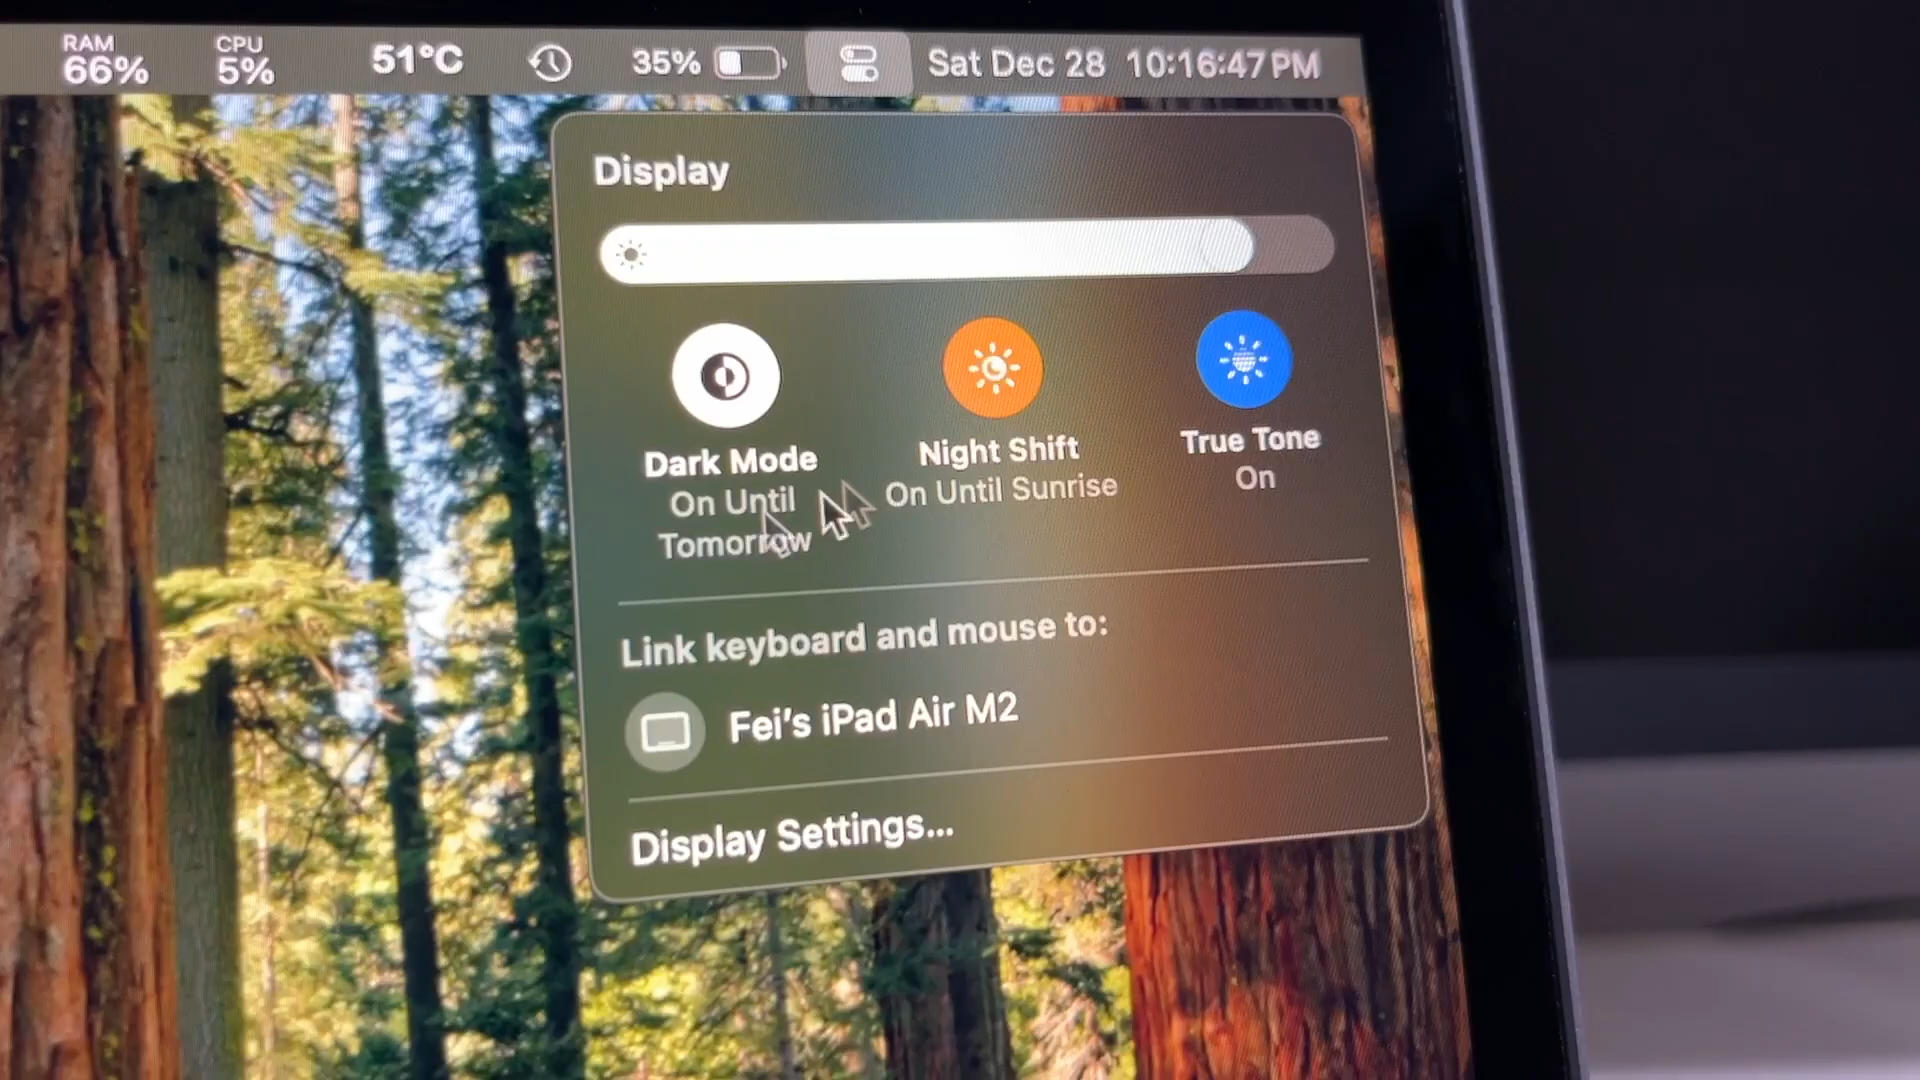 RAM
66%
CPU
5%
51°C
35%
Sat Dec 28 10:16:47 PM
Display
Dark Mode
On Until
Tomorrow
Night Shift
On Until Sunrise
True Tone
On
Link keyboard and mouse to:
Fei's iPad Air M2
Display Settings...